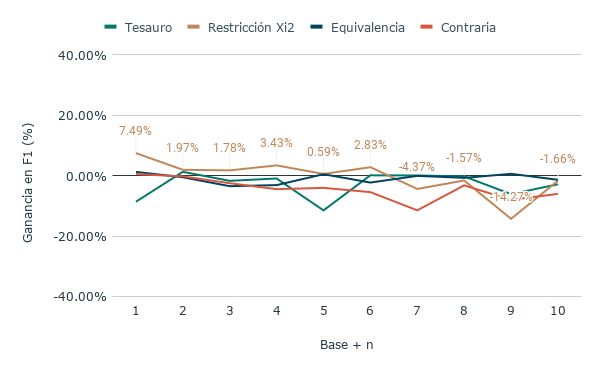 Tesauro Restricción Xi2 Equivalencia Contraria
40.00%
20.00%
0.00%
-20.00%
-40.00%
Ganancia en F1 (%)
7.49% 1.97% 1.78% 3.43% 0.59% 2.83% -4.37% -1.57% -14.27% -1.66%
1 2 3 4 5 6 7 8 9 10
Base + n